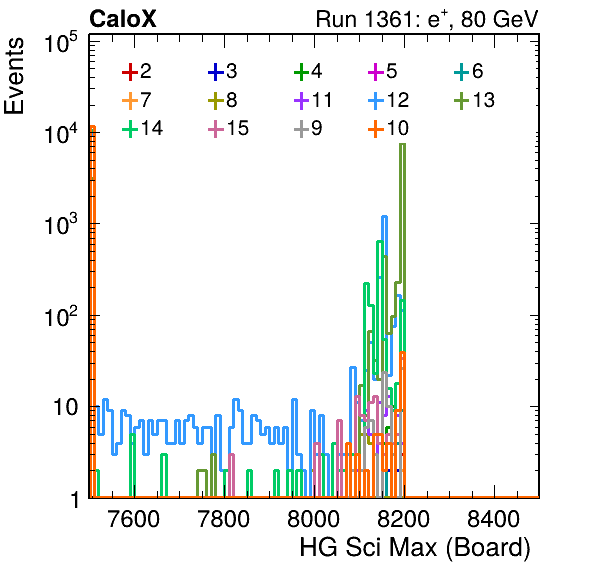 CaloX Run 1361: e⁺, 80 GeV
Events
10⁵
2 3 4 5 6
7 8 11 12 13
14 15 9 10
10⁴
10³
10²
10
1
7600 7800 8000 8200 8400
HG Sci Max (Board)